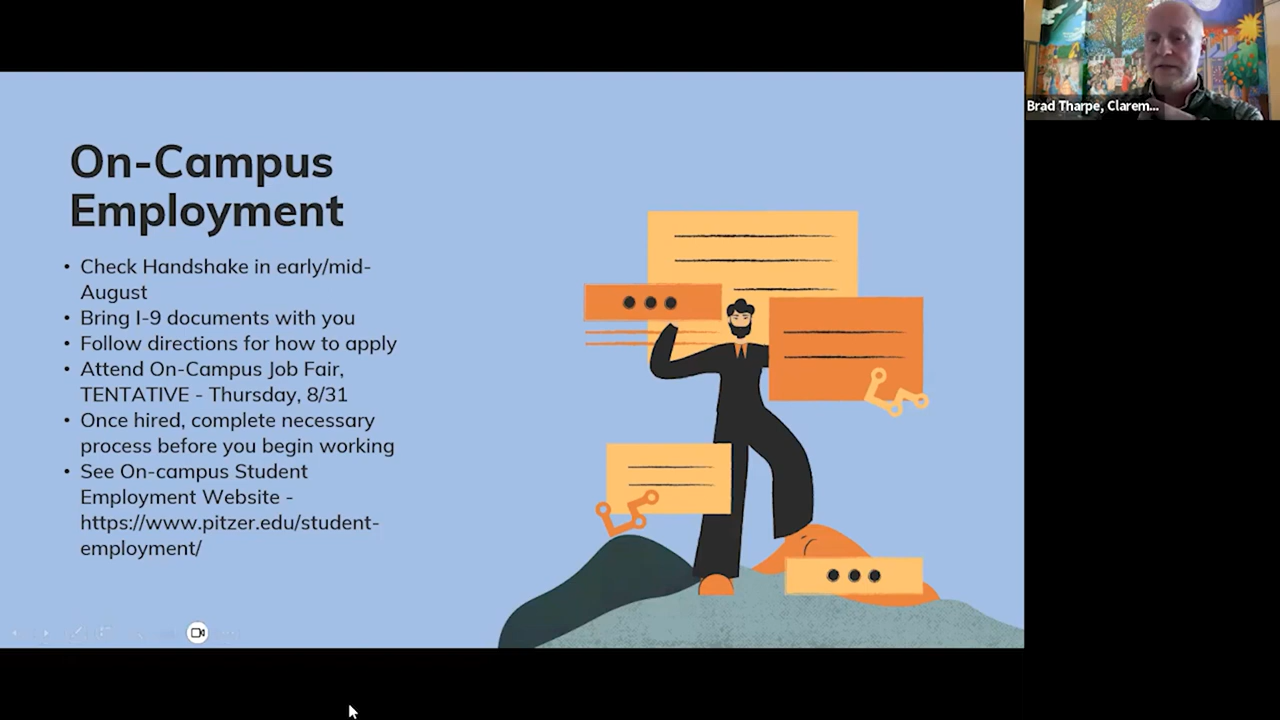 On-Campus
Employment
• Check Handshake in early/mid-
August
• Bring I-9 documents with you
• Follow directions for how to apply
• Attend On-Campus Job Fair,
TENTATIVE - Thursday, 8/31
• Once hired, complete necessary
process before you begin working
• See On-campus Student
Employment Website -
https://www.pitzer.edu/student-
employment/
Brad Tharpe, Clarem...